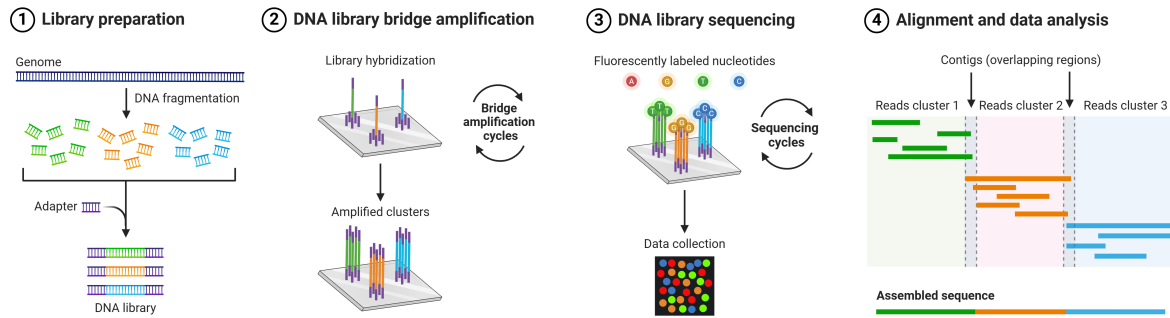 1 Library preparation
Genome
DNA fragmentation
Adapter
DNA library
2 DNA library bridge amplification
Library hybridization
Bridge
amplification
cycles
Amplified clusters
3 DNA library sequencing
Fluorescently labeled nucleotides
A G T C
T T T
G G G
C C C
Sequencing
cycles
Data collection
4 Alignment and data analysis
Contigs (overlapping regions)
Reads cluster 1 Reads cluster 2 Reads cluster 3
Assembled sequence